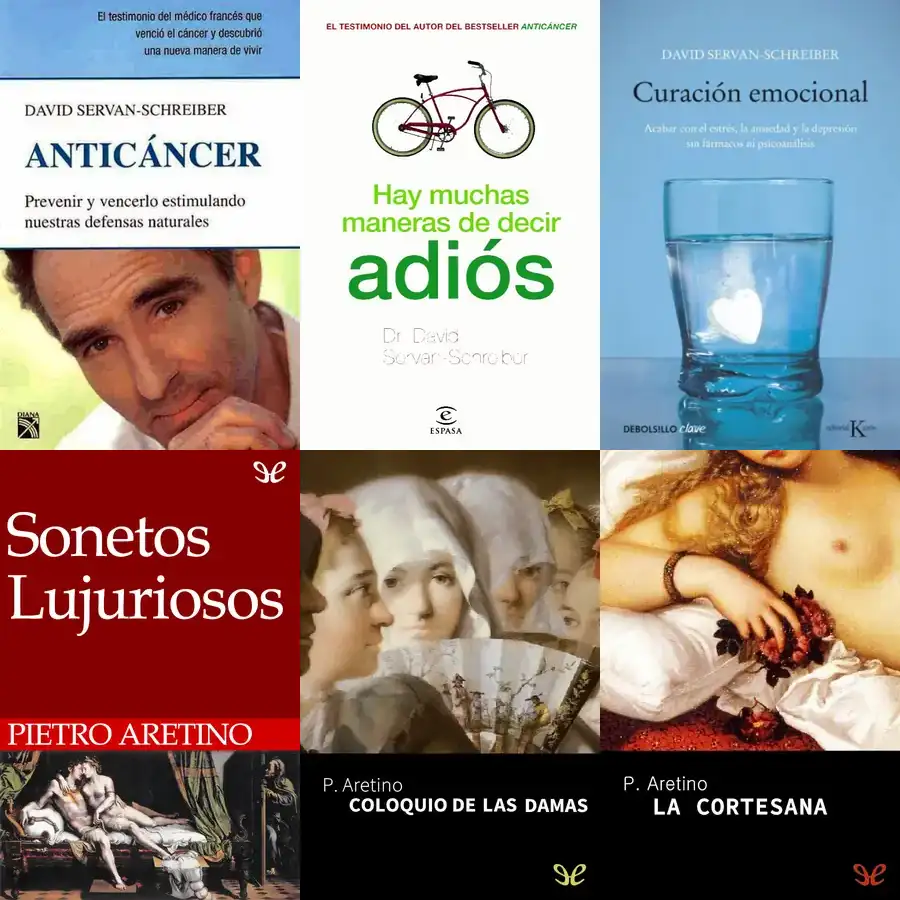 El testimonio del médico francés que
venció el cáncer y descubrió
una nueva manera de vivir
DAVID SERVAN-SCHREIBER
ANTICÁNCER
Prevenir y vencerlo estimulando
nuestras defensas naturales
DIANA
EL TESTIMONIO DEL AUTOR DEL BESTSELLER ANTICÁNCER
Hay muchas
maneras de decir
adiós
Dr. David
Servan-Schreiber
ESPASA
DAVID SERVAN-SCHREIBER
Curación emocional
Acabar con el estrés, la ansiedad y la depresión
sin fármacos ni psicoanálisis
DEBOLSILLO clave
editorial Kairós
Sonetos
Lujuriosos
PIETRO ARETINO
P. Aretino
COLOQUIO DE LAS DAMAS
P. Aretino
LA CORTESANA